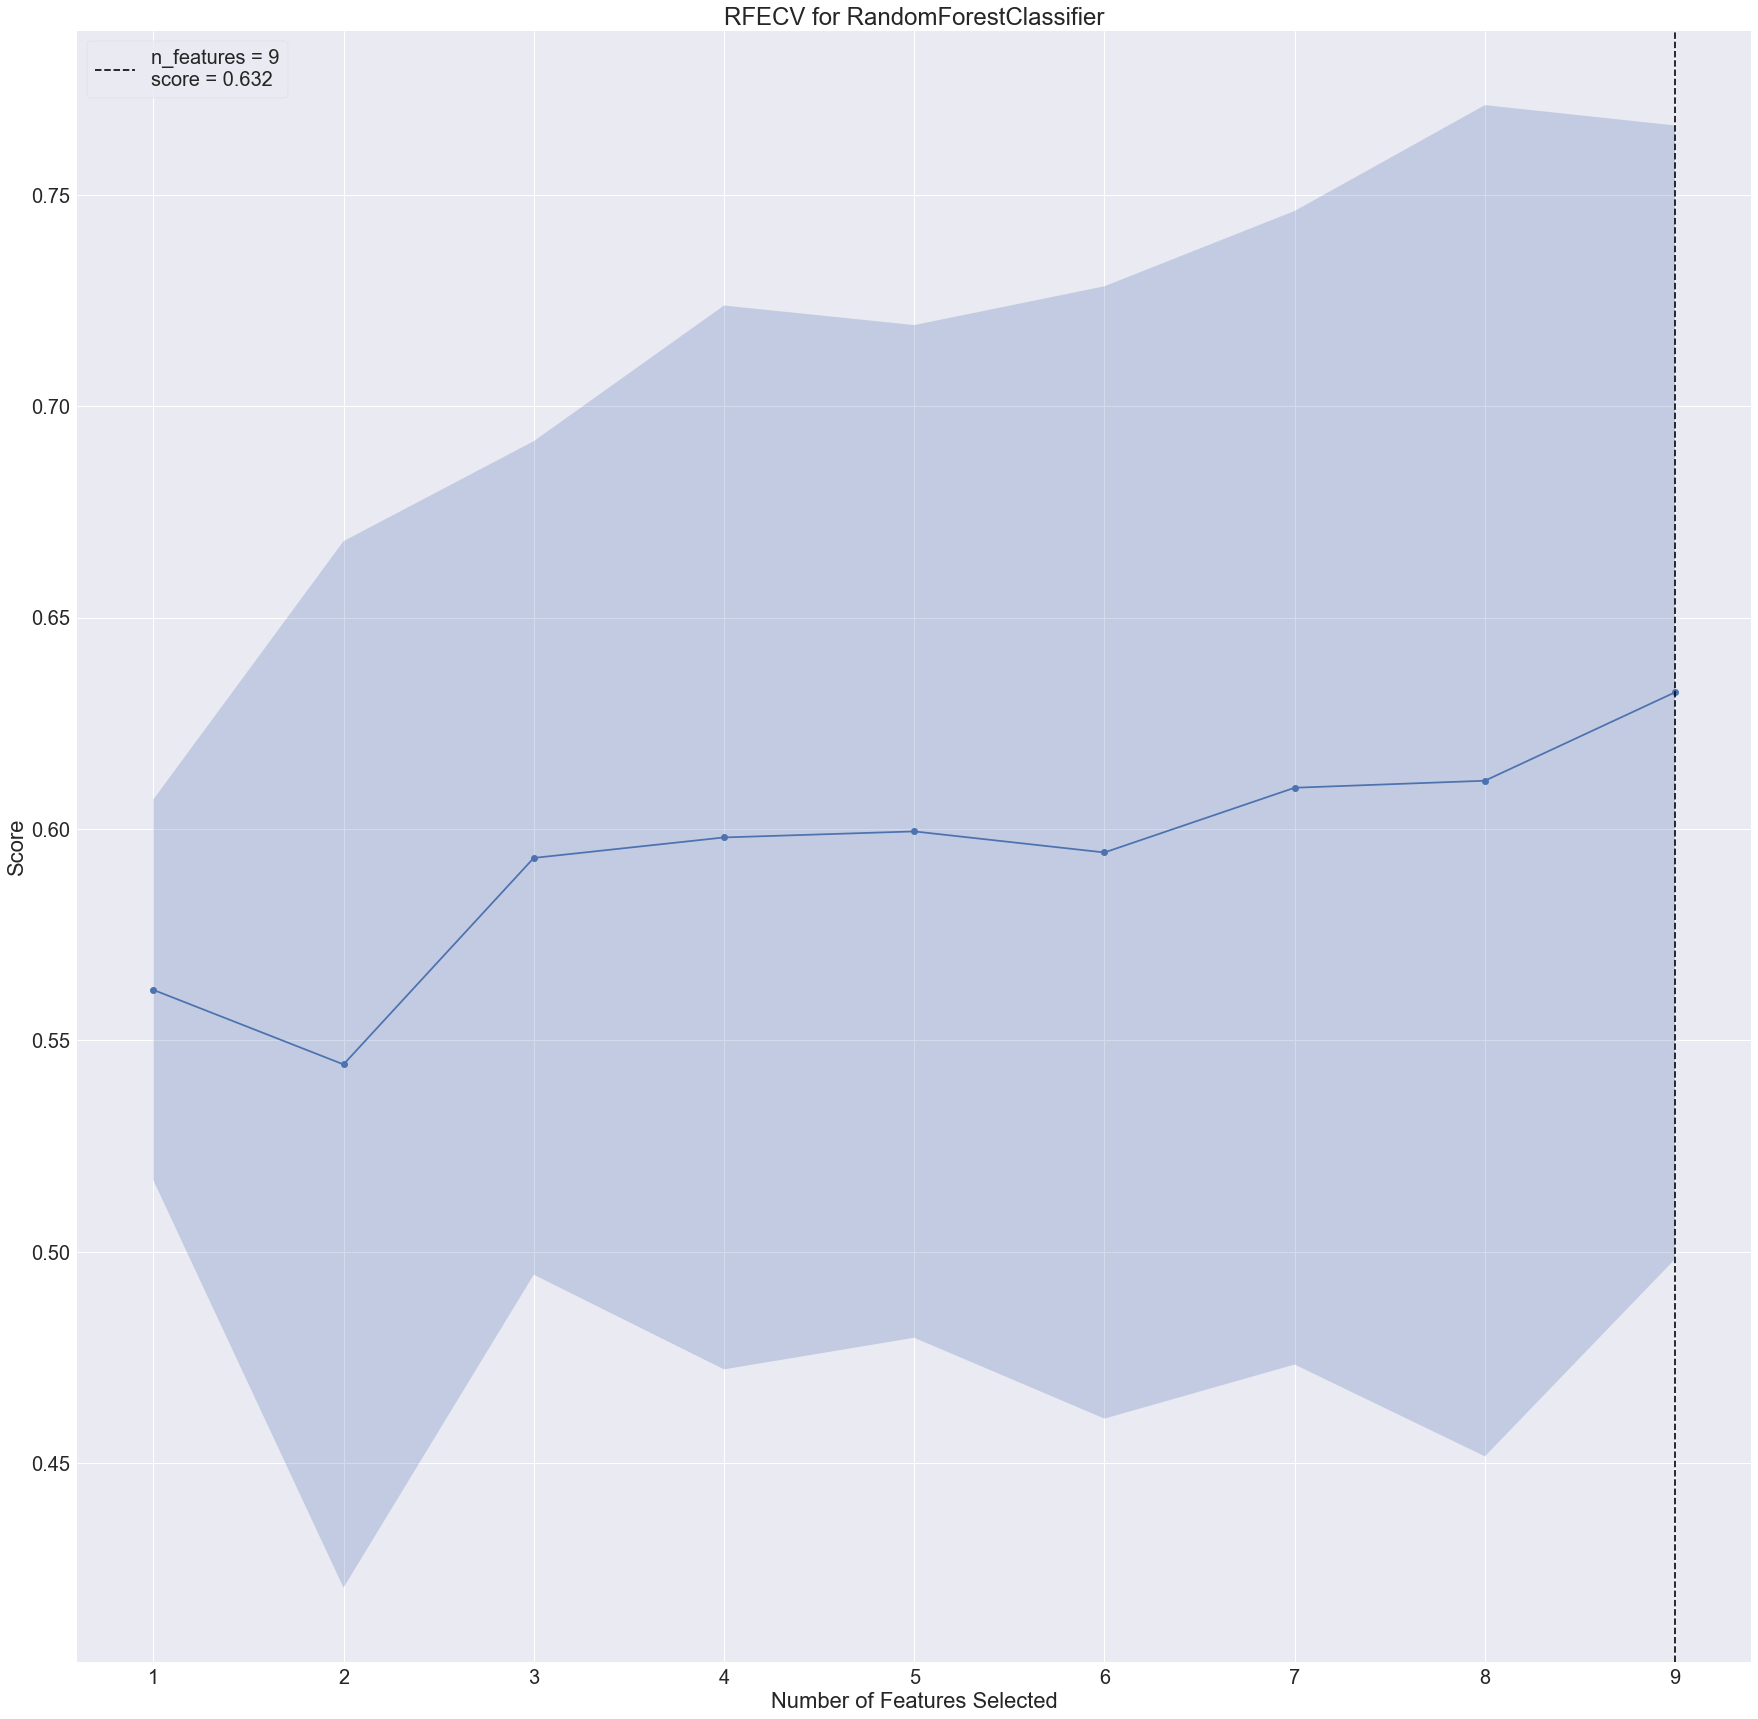 RFECV for RandomForestClassifier
n_features = 9
score = 0.632
0.75
0.70
0.65
0.60
0.55
0.50
0.45
Score
1 2 3 4 5 6 7 8 9
Number of Features Selected